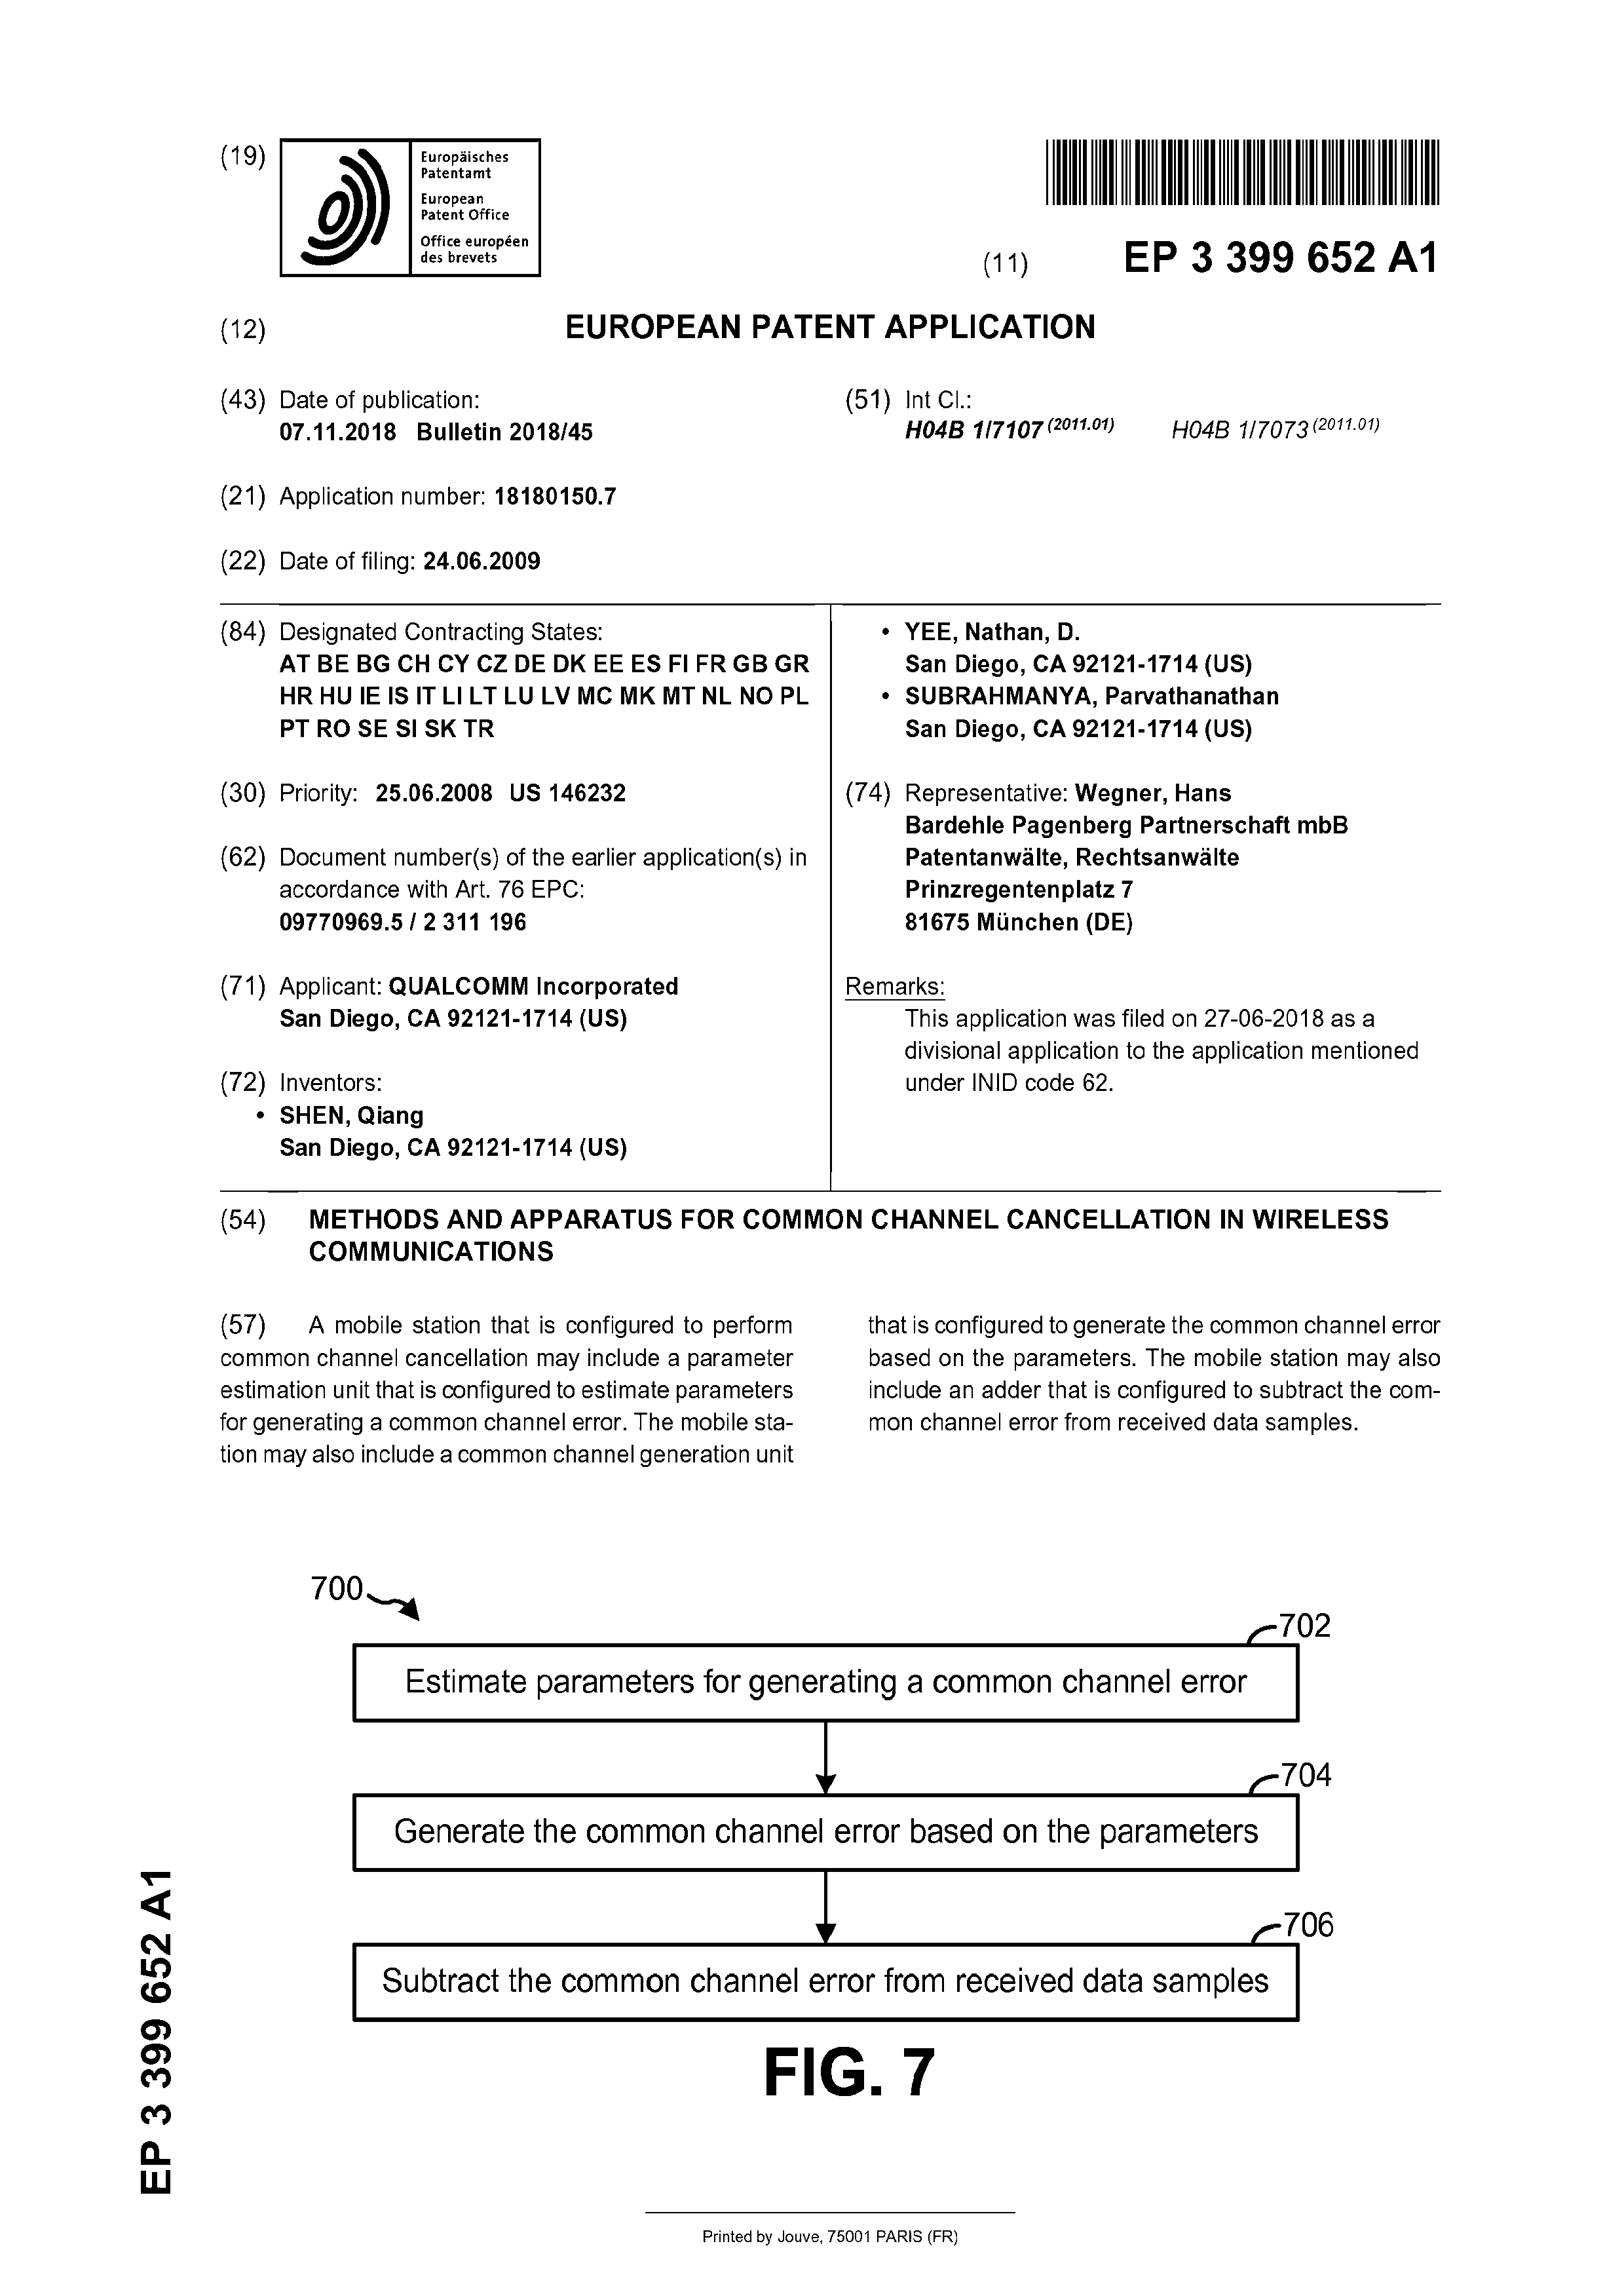 (19)
Europäisches
Patentamt
European
Patent Office
Office européen
des brevets
(11) EP 3 399 652 A1
(12) EUROPEAN PATENT APPLICATION
(43) Date of publication:
07.11.2018 Bulletin 2018/45
(51) Int Cl.:
H04B 1/7107 (2011.01) H04B 1/7073 (2011.01)
(21) Application number: 18180150.7
(22) Date of filing: 24.06.2009
(84) Designated Contracting States:
AT BE BG CH CY CZ DE DK EE ES FI FR GB GR
HR HU IE IS IT LI LT LU LV MC MK MT NL NO PL
PT RO SE SI SK TR
(30) Priority: 25.06.2008 US 146232
(62) Document number(s) of the earlier application(s) in
accordance with Art. 76 EPC:
09770969.5 / 2 311 196
(71) Applicant: QUALCOMM Incorporated
San Diego, CA 92121-1714 (US)
(72) Inventors:
• SHEN, Qiang
San Diego, CA 92121-1714 (US)
• YEE, Nathan, D.
San Diego, CA 92121-1714 (US)
• SUBRAHMANYA, Parvathanathan
San Diego, CA 92121-1714 (US)
(74) Representative: Wegner, Hans
Bardehle Pagenberg Partnerschaft mbB
Patentanwälte, Rechtsanwälte
Prinzregentenplatz 7
81675 München (DE)
Remarks:
This application was filed on 27-06-2018 as a
divisional application to the application mentioned
under INID code 62.
(54) METHODS AND APPARATUS FOR COMMON CHANNEL CANCELLATION IN WIRELESS
COMMUNICATIONS
(57) A mobile station that is configured to perform
common channel cancellation may include a parameter
estimation unit that is configured to estimate parameters
for generating a common channel error. The mobile sta-
tion may also include a common channel generation unit
that is configured to generate the common channel error
based on the parameters. The mobile station may also
include an adder that is configured to subtract the com-
mon channel error from received data samples.
700
702
Estimate parameters for generating a common channel error
704
Generate the common channel error based on the parameters
706
Subtract the common channel error from received data samples
FIG. 7
EP 3 399 652 A1
Printed by Jouve, 75001 PARIS (FR)